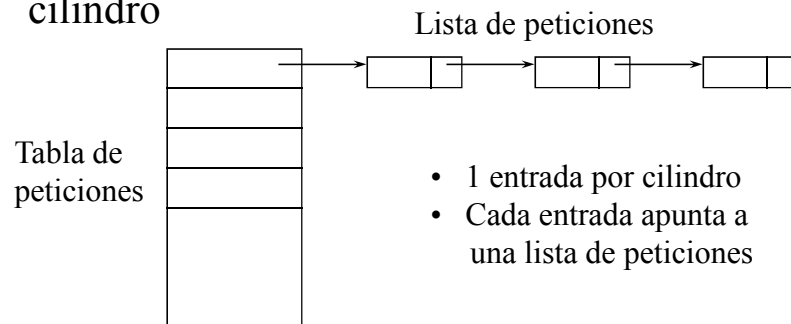 cilindro
Lista de peticiones
Tabla de
peticiones
• 1 entrada por cilindro
• Cada entrada apunta a
una lista de peticiones